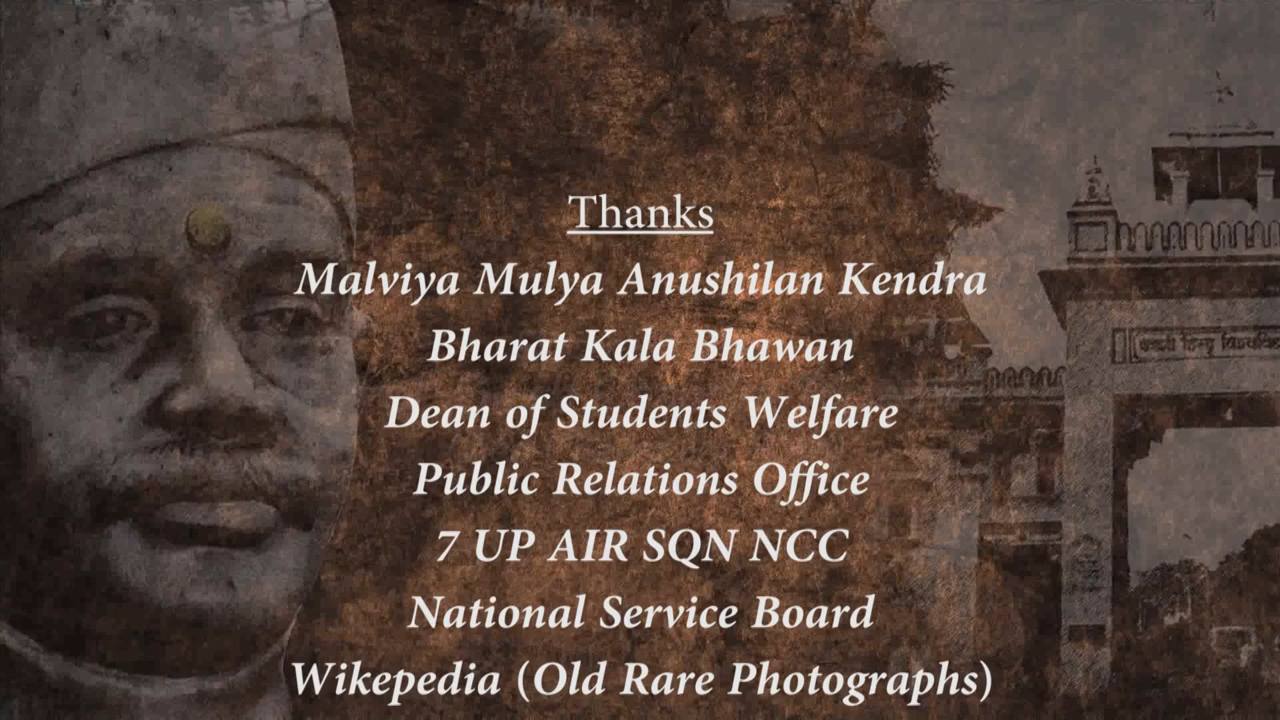 Thanks
Malviya Mulya Anushilan Kendra
Bharat Kala Bhawan
Dean of Students Welfare
Public Relations Office
7 UP AIR SQN NCC
National Service Board
Wikepedia (Old Rare Photographs)
हिन्दू